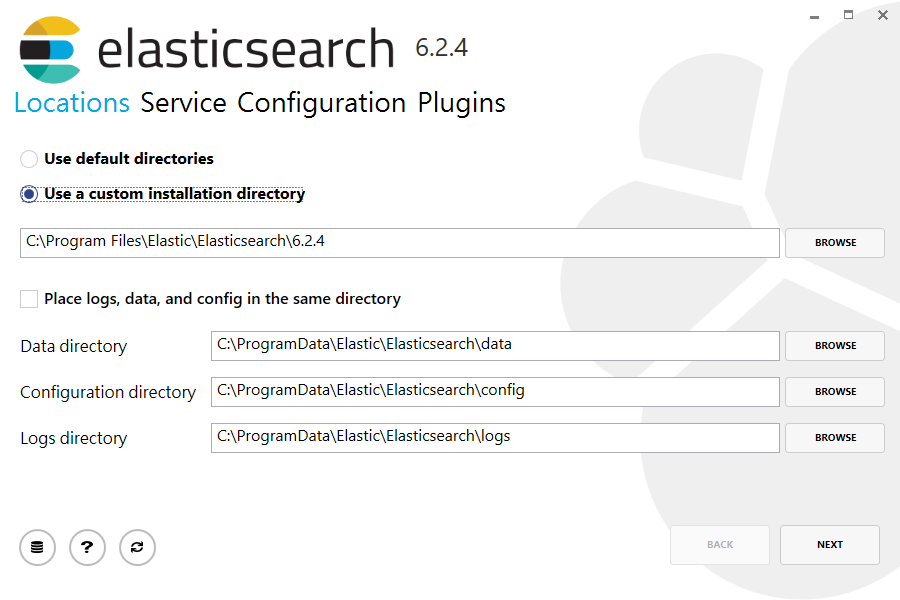 elasticsearch 6.2.4
Locations Service Configuration Plugins
Use default directories
Use a custom installation directory
C:\Program Files\Elastic\Elasticsearch\6.2.4 BROWSE
Place logs, data, and config in the same directory
Data directory C:\ProgramData\Elastic\Elasticsearch\data BROWSE
Configuration directory C:\ProgramData\Elastic\Elasticsearch\config BROWSE
Logs directory C:\ProgramData\Elastic\Elasticsearch\logs BROWSE
? BACK NEXT